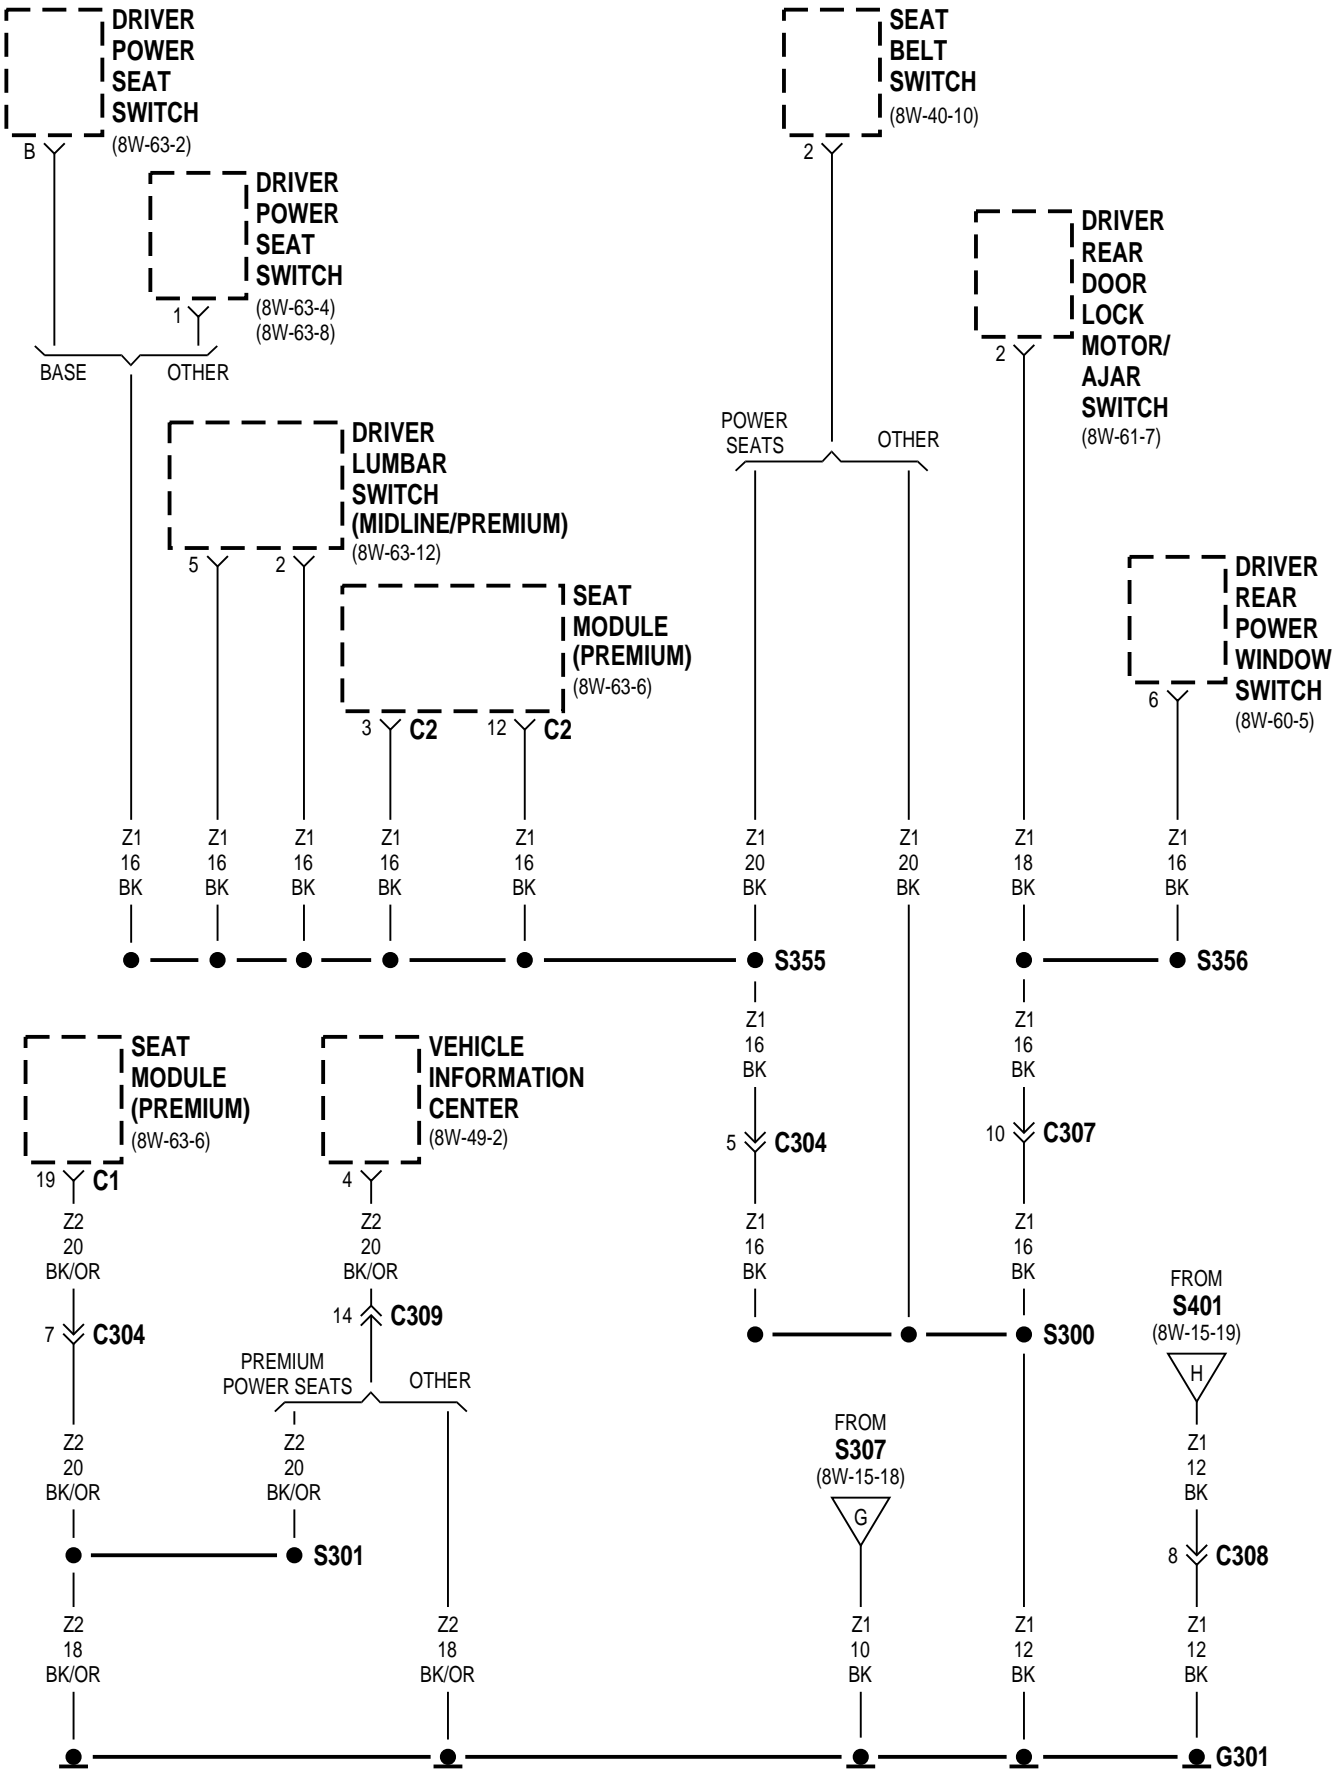 DRIVER
POWER
SEAT
SWITCH
(8W-63-2)
B
DRIVER
POWER
SEAT
SWITCH
(8W-63-4)
(8W-63-8)
1
BASE
OTHER
SEAT
BELT
SWITCH
(8W-40-10)
2
DRIVER
REAR
DOOR
LOCK
MOTOR/
AJAR
SWITCH
(8W-61-7)
2
POWER
SEATS
OTHER
DRIVER
LUMBAR
SWITCH
(MIDLINE/PREMIUM)
(8W-63-12)
5
2
SEAT
MODULE
(PREMIUM)
(8W-63-6)
3
C2
12
C2
DRIVER
REAR
POWER
WINDOW
SWITCH
(8W-60-5)
6
Z1
16
BK
Z1
16
BK
Z1
16
BK
Z1
16
BK
Z1
16
BK
Z1
20
BK
Z1
20
BK
Z1
18
BK
Z1
16
BK
S355
S356
SEAT
MODULE
(PREMIUM)
(8W-63-6)
19
C1
VEHICLE
INFORMATION
CENTER
(8W-49-2)
4
Z1
16
BK
Z1
16
BK
5
C304
10
C307
Z2
20
BK/OR
Z2
20
BK/OR
Z1
16
BK
Z1
16
BK
7
C304
14
C309
S300
FROM
S401
(8W-15-19)
H
PREMIUM
POWER SEATS
OTHER
FROM
S307
(8W-15-18)
G
Z2
20
BK/OR
Z2
20
BK/OR
Z1
12
BK
S301
8
C308
Z2
18
BK/OR
Z2
18
BK/OR
Z1
10
BK
Z1
12
BK
Z1
12
BK
G301